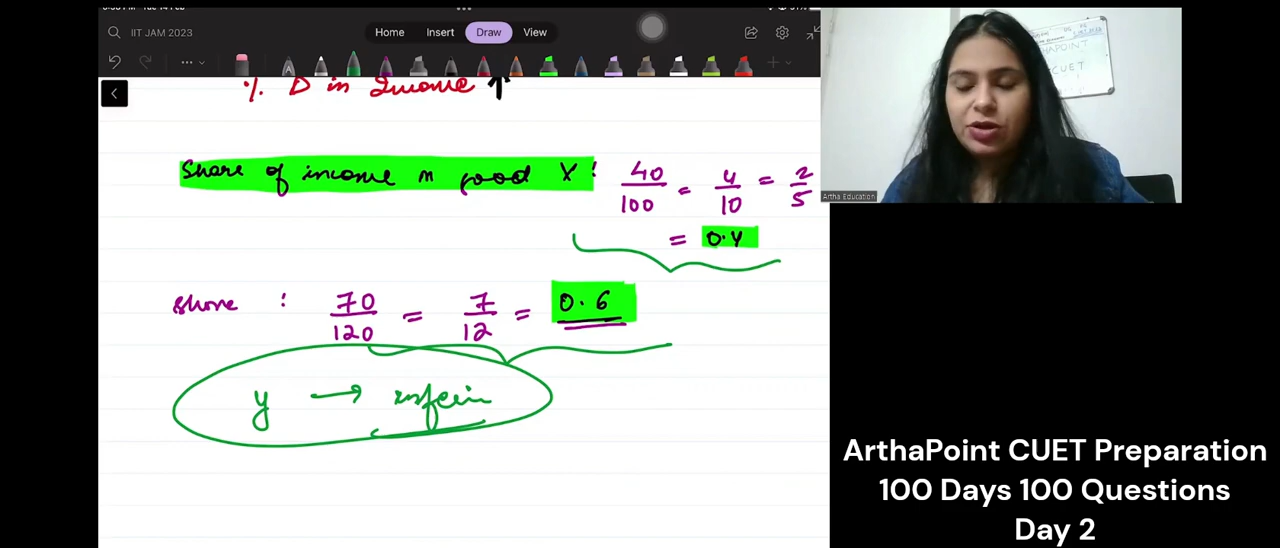 IIT JAM 2023
Home Insert Draw View
% D in Income ↑
Share of income n good X : 40/100 = 4/10 = 2/5
= 0.4
Share : 70/120 = 7/12 = 0.6
y →
Artha Education
ArthaPoint CUET Preparation
100 Days 100 Questions
Day 2